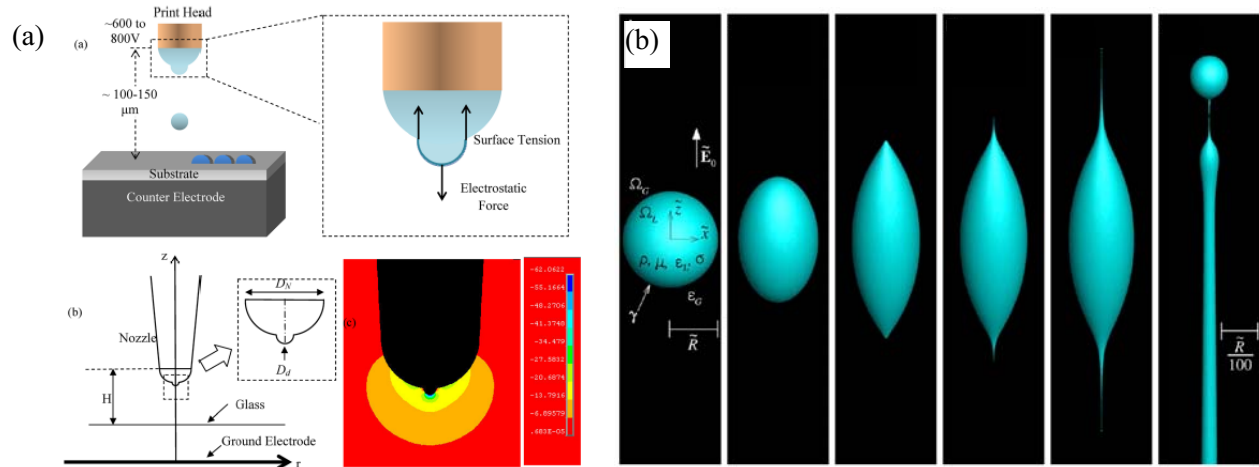 (a)
~600 to
800V
Print Head
(a)
~ 100-150
μm
Substrate
Counter Electrode
Surface Tension
Electrostatic
Force
z
(b)
Nozzle
H
D_N
D_d
Glass
Ground Electrode
r
(c)
-62.0622
-55.1664
-48.2706
-41.3748
-34.479
-27.5832
-20.6874
-13.7916
-6.89579
.683E-05
(b)
Ẽ₀
Ω_G
Ω_L
z̃
x̃
ρ, μ, ε_L, σ
γ
ε_G
R̃
R̃
100